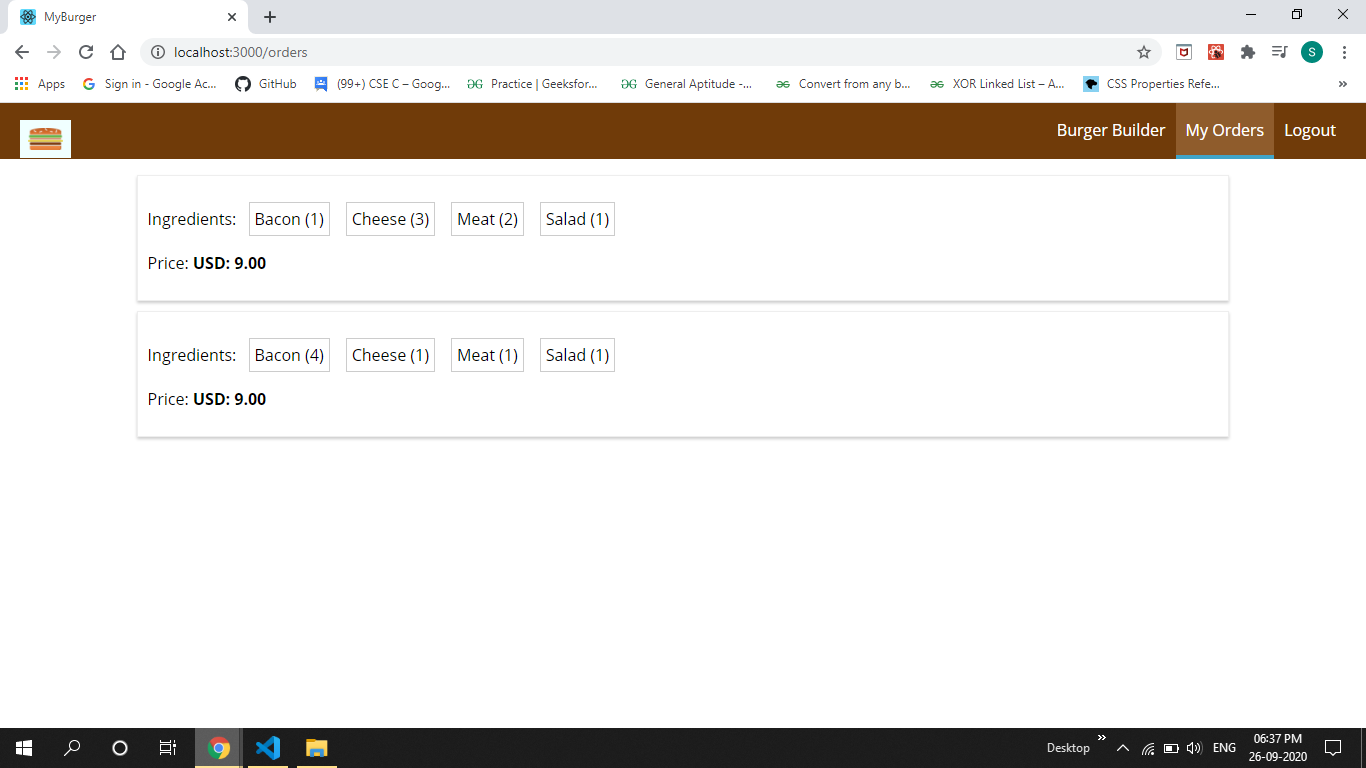 MyBurger
localhost:3000/orders
Apps Sign in - Google Ac... GitHub (99+) CSE C – Goog... Practice | Geeksfor... General Aptitude -... Convert from any b... XOR Linked List – A... CSS Properties Refe... »
Burger Builder My Orders Logout
Ingredients: Bacon (1) Cheese (3) Meat (2) Salad (1)
Price: USD: 9.00
Ingredients: Bacon (4) Cheese (1) Meat (1) Salad (1)
Price: USD: 9.00
Desktop » ENG 06:37 PM
26-09-2020